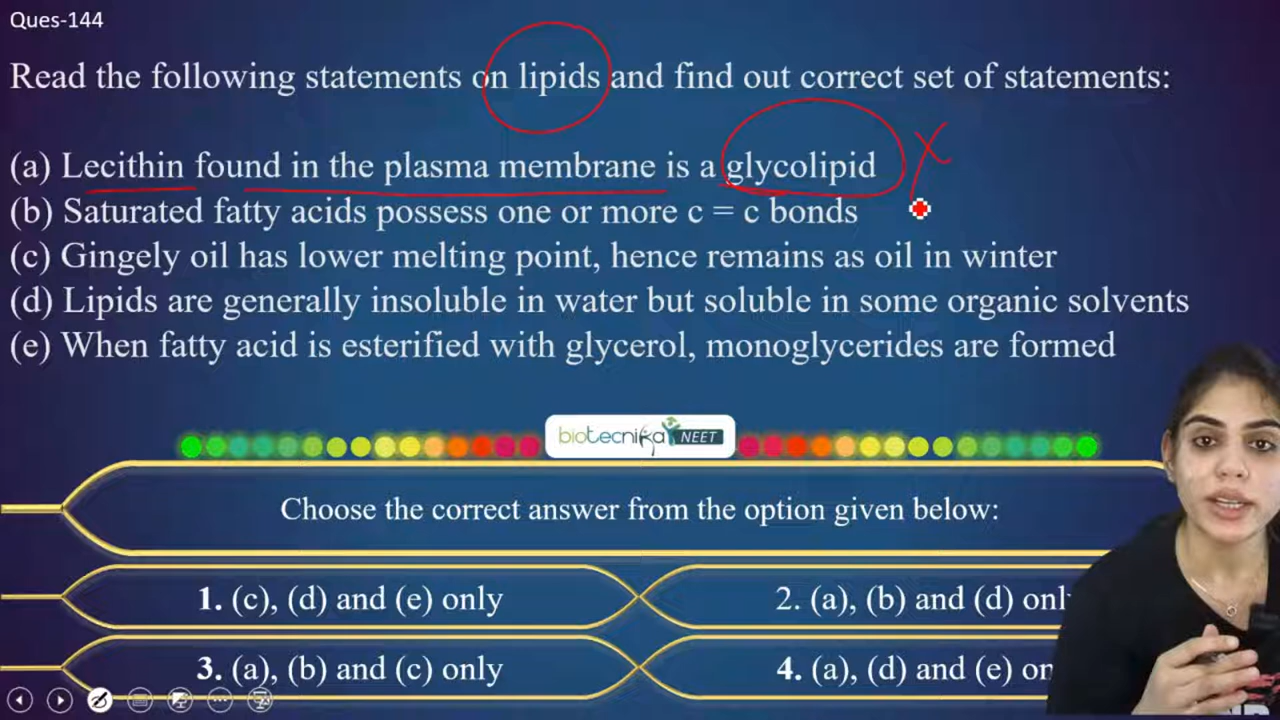 Ques-144
Read the following statements on lipids and find out correct set of statements:
(a) Lecithin found in the plasma membrane is a glycolipid
(b) Saturated fatty acids possess one or more c = c bonds
(c) Gingely oil has lower melting point, hence remains as oil in winter
(d) Lipids are generally insoluble in water but soluble in some organic solvents
(e) When fatty acid is esterified with glycerol, monoglycerides are formed
biotecnika NEET
Choose the correct answer from the option given below:
1. (c), (d) and (e) only
2. (a), (b) and (d) only
3. (a), (b) and (c) only
4. (a), (d) and (e) on